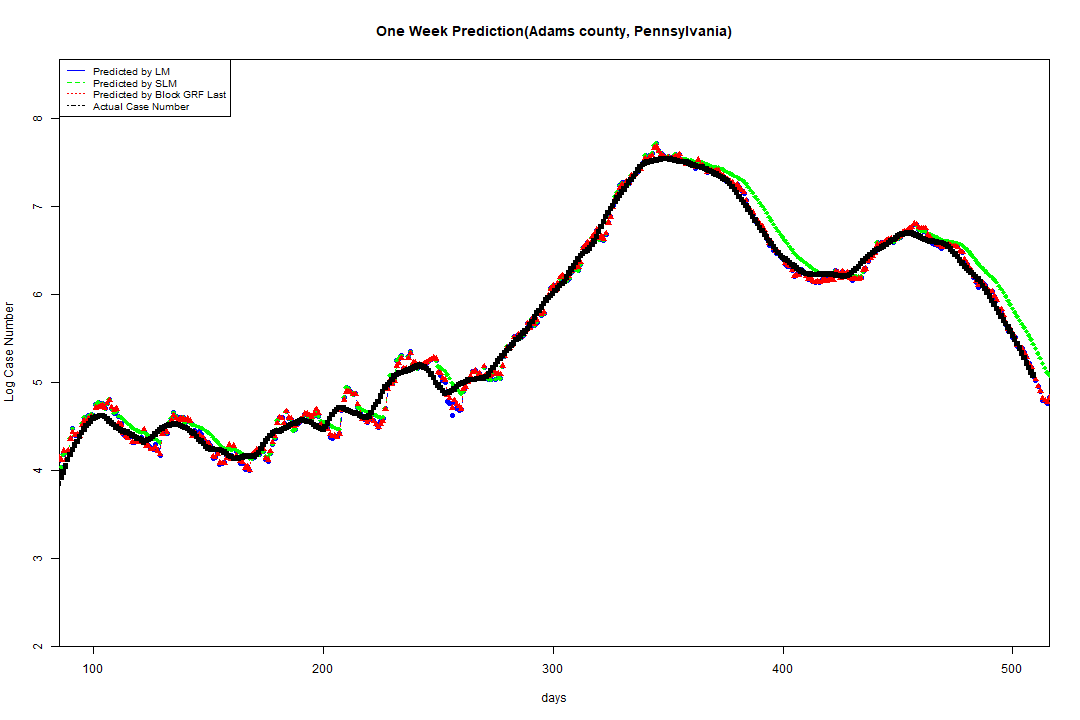 One Week Prediction(Adams county, Pennsylvania)
Predicted by LM
Predicted by SLM
Predicted by Block GRF Last
Actual Case Number
8
7
6
5
4
3
2
Log Case Number
100 200 300 400 500
days